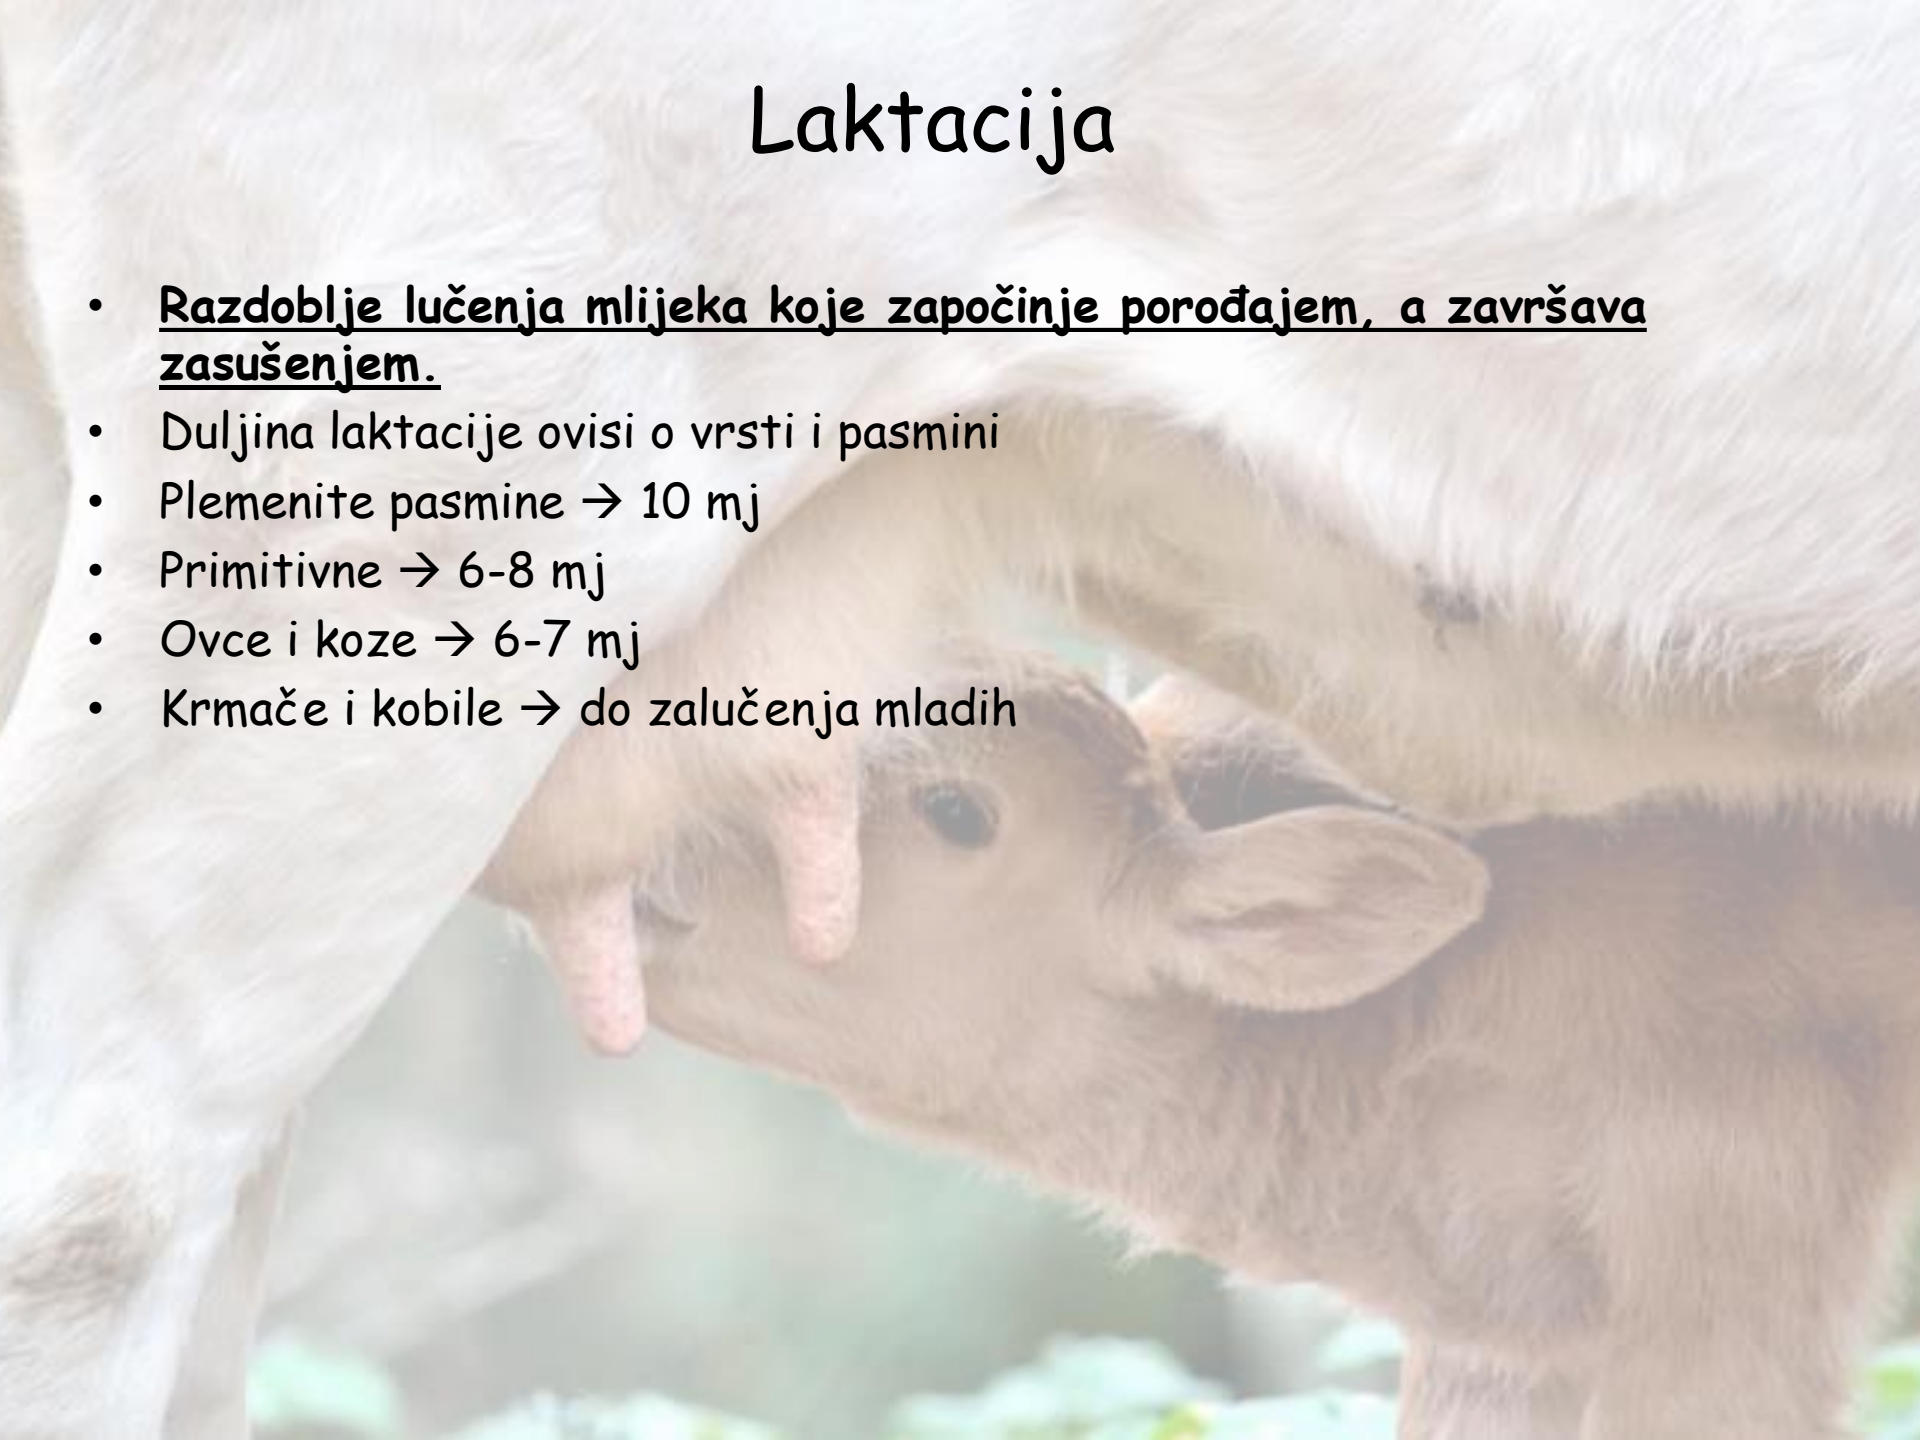 Laktacija
• Razdoblje lučenja mlijeka koje započinje porođajem, a završava
zasušenjem.
• Duljina laktacije ovisi o vrsti i pasmini
• Plemenite pasmine → 10 mj
• Primitivne → 6-8 mj
• Ovce i koze → 6-7 mj
• Krmače i kobile → do zalučenja mladih